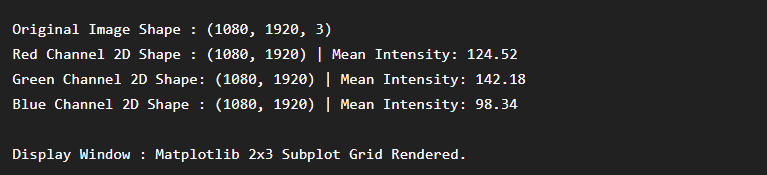 Original Image Shape : (1080, 1920, 3)
Red Channel 2D Shape : (1080, 1920) | Mean Intensity: 124.52
Green Channel 2D Shape: (1080, 1920) | Mean Intensity: 142.18
Blue Channel 2D Shape : (1080, 1920) | Mean Intensity: 98.34
Display Window : Matplotlib 2x3 Subplot Grid Rendered.